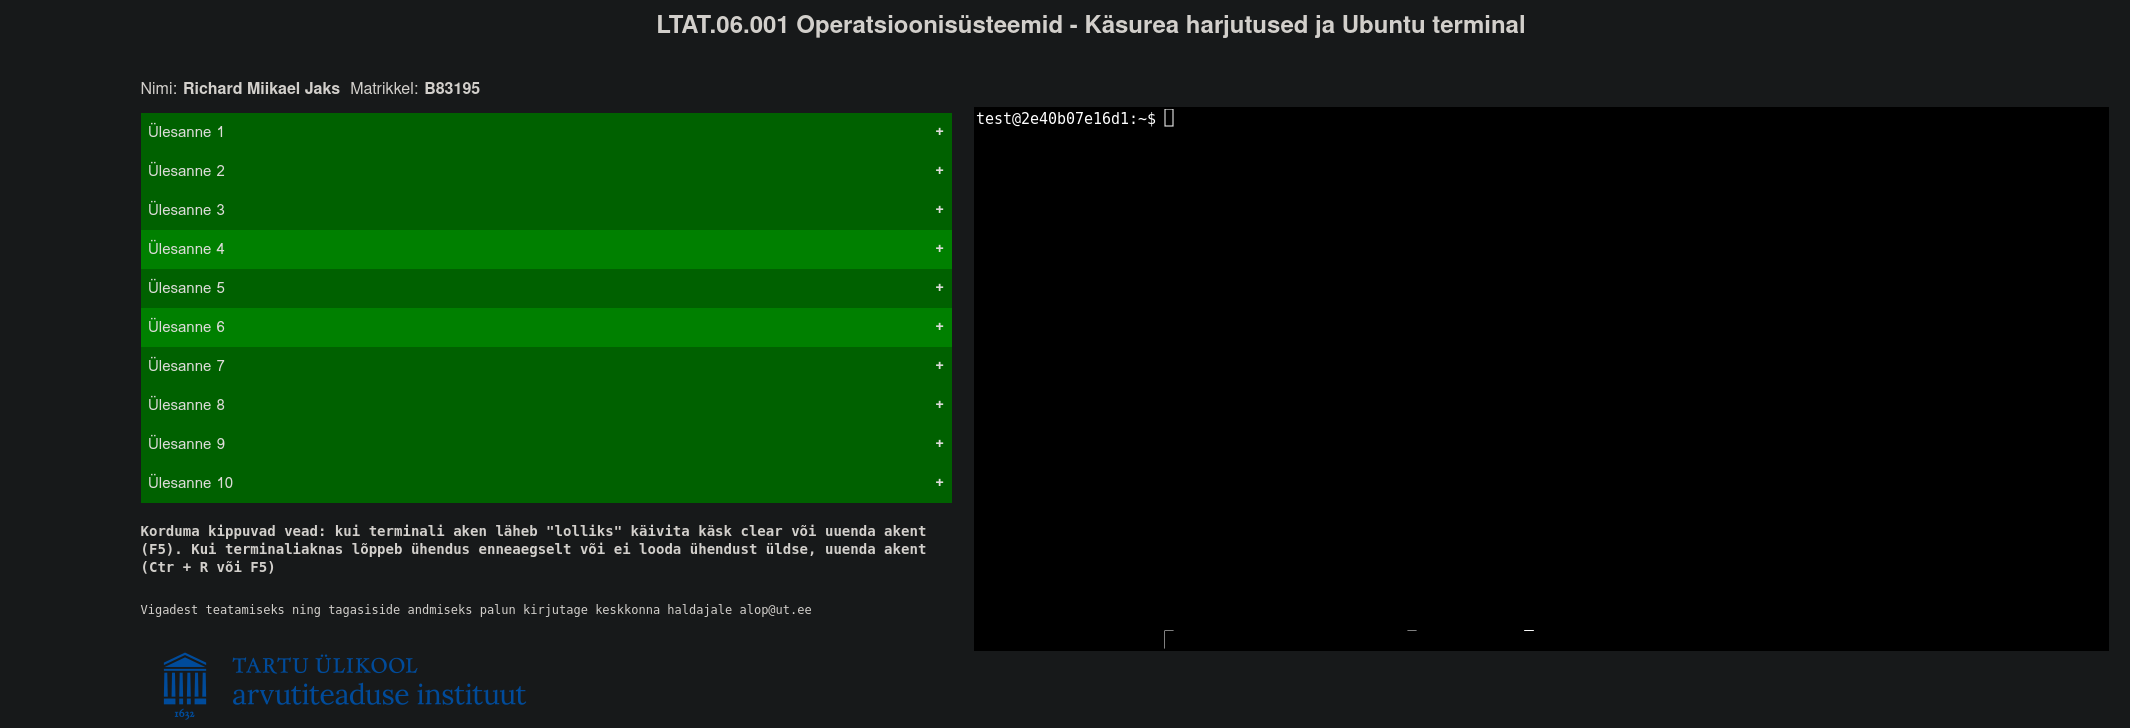 LTAT.06.001 Operatsioonisüsteemid - Käsurea harjutused ja Ubuntu terminal
Nimi: Richard Miikael Jaks Matrikkel: B83195
Ülesanne 1 +
Ülesanne 2 +
Ülesanne 3 +
Ülesanne 4 +
Ülesanne 5 +
Ülesanne 6 +
Ülesanne 7 +
Ülesanne 8 +
Ülesanne 9 +
Ülesanne 10 +
Korduma kippuvad vead: kui terminali aken läheb "lolliks" käivita käsk clear või uuenda akent
(F5). Kui terminaliaknas lõppeb ühendus enneaegselt või ei looda ühendust üldse, uuenda akent
(Ctr + R või F5)
Vigadest teatamiseks ning tagasiside andmiseks palun kirjutage keskkonna haldajale alop@ut.ee
TARTU ÜLIKOOL
arvutiteaduse instituut
1632
test@2e40b07e16d1:~$